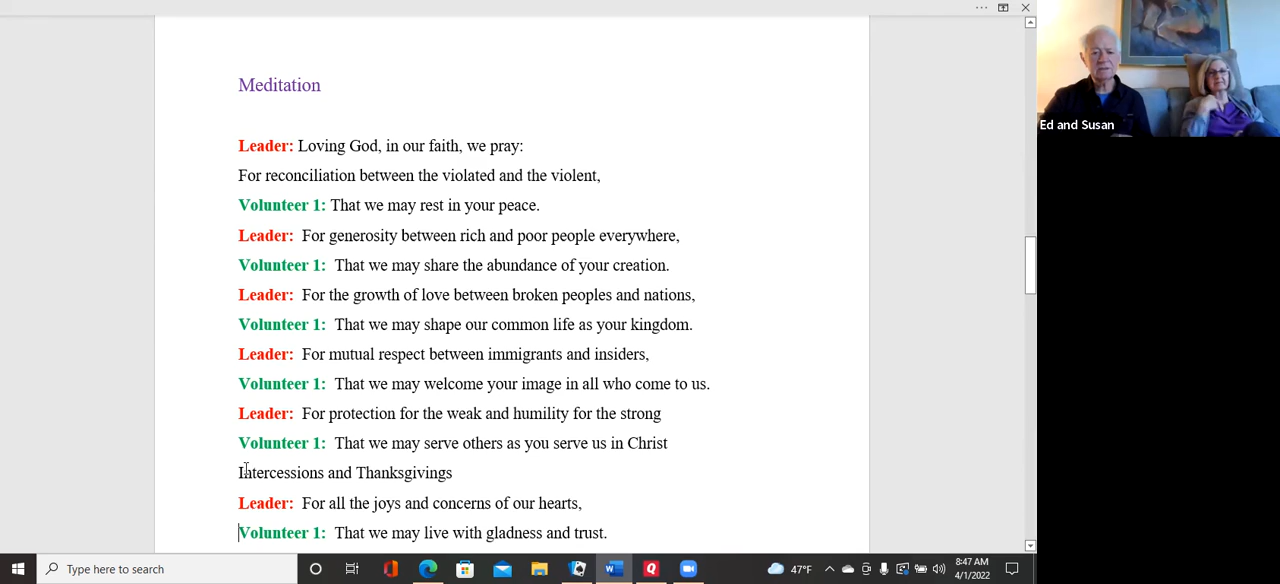 Meditation
Leader: Loving God, in our faith, we pray:
For reconciliation between the violated and the violent,
Volunteer 1: That we may rest in your peace.
Leader: For generosity between rich and poor people everywhere,
Volunteer 1: That we may share the abundance of your creation.
Leader: For the growth of love between broken peoples and nations,
Volunteer 1: That we may shape our common life as your kingdom.
Leader: For mutual respect between immigrants and insiders,
Volunteer 1: That we may welcome your image in all who come to us.
Leader: For protection for the weak and humility for the strong
Volunteer 1: That we may serve others as you serve us in Christ
Intercessions and Thanksgivings
Leader: For all the joys and concerns of our hearts,
Volunteer 1: That we may live with gladness and trust.
Ed and Susan
Type here to search
47°F
8:47 AM
4/1/2022